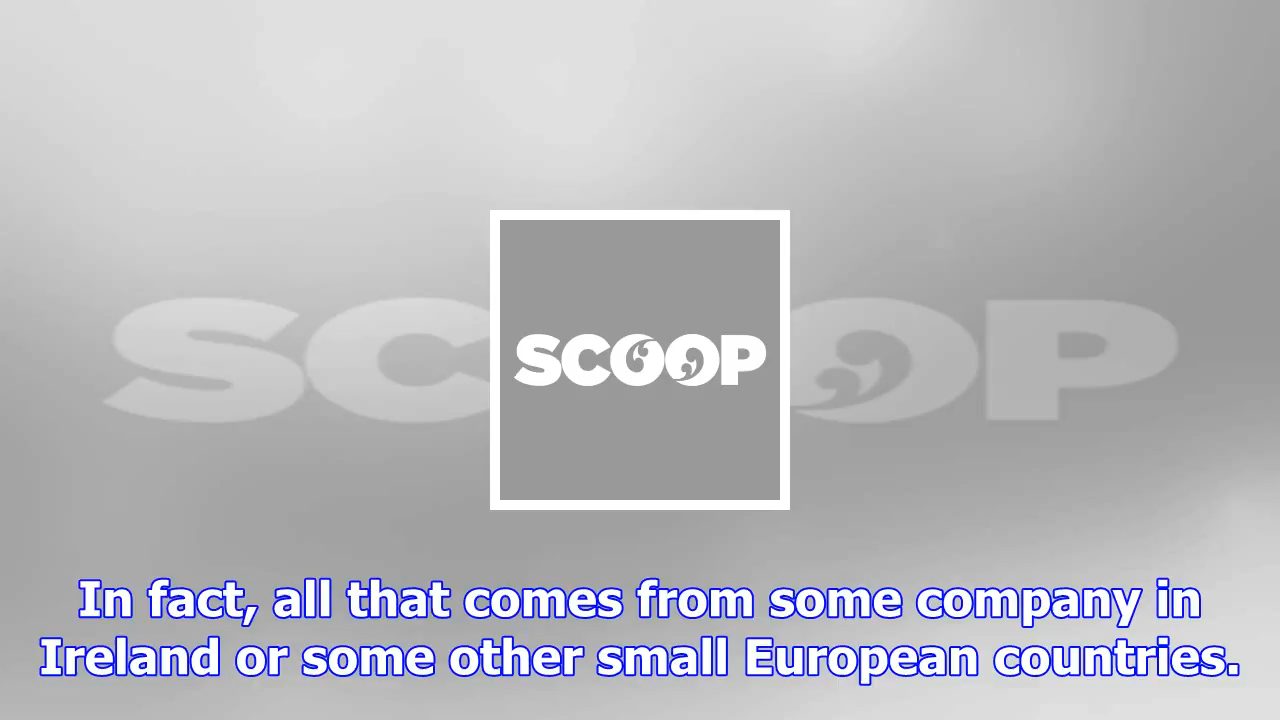 SCOOP
SCOOP
In fact, all that comes from some company in
Ireland or some other small European countries.